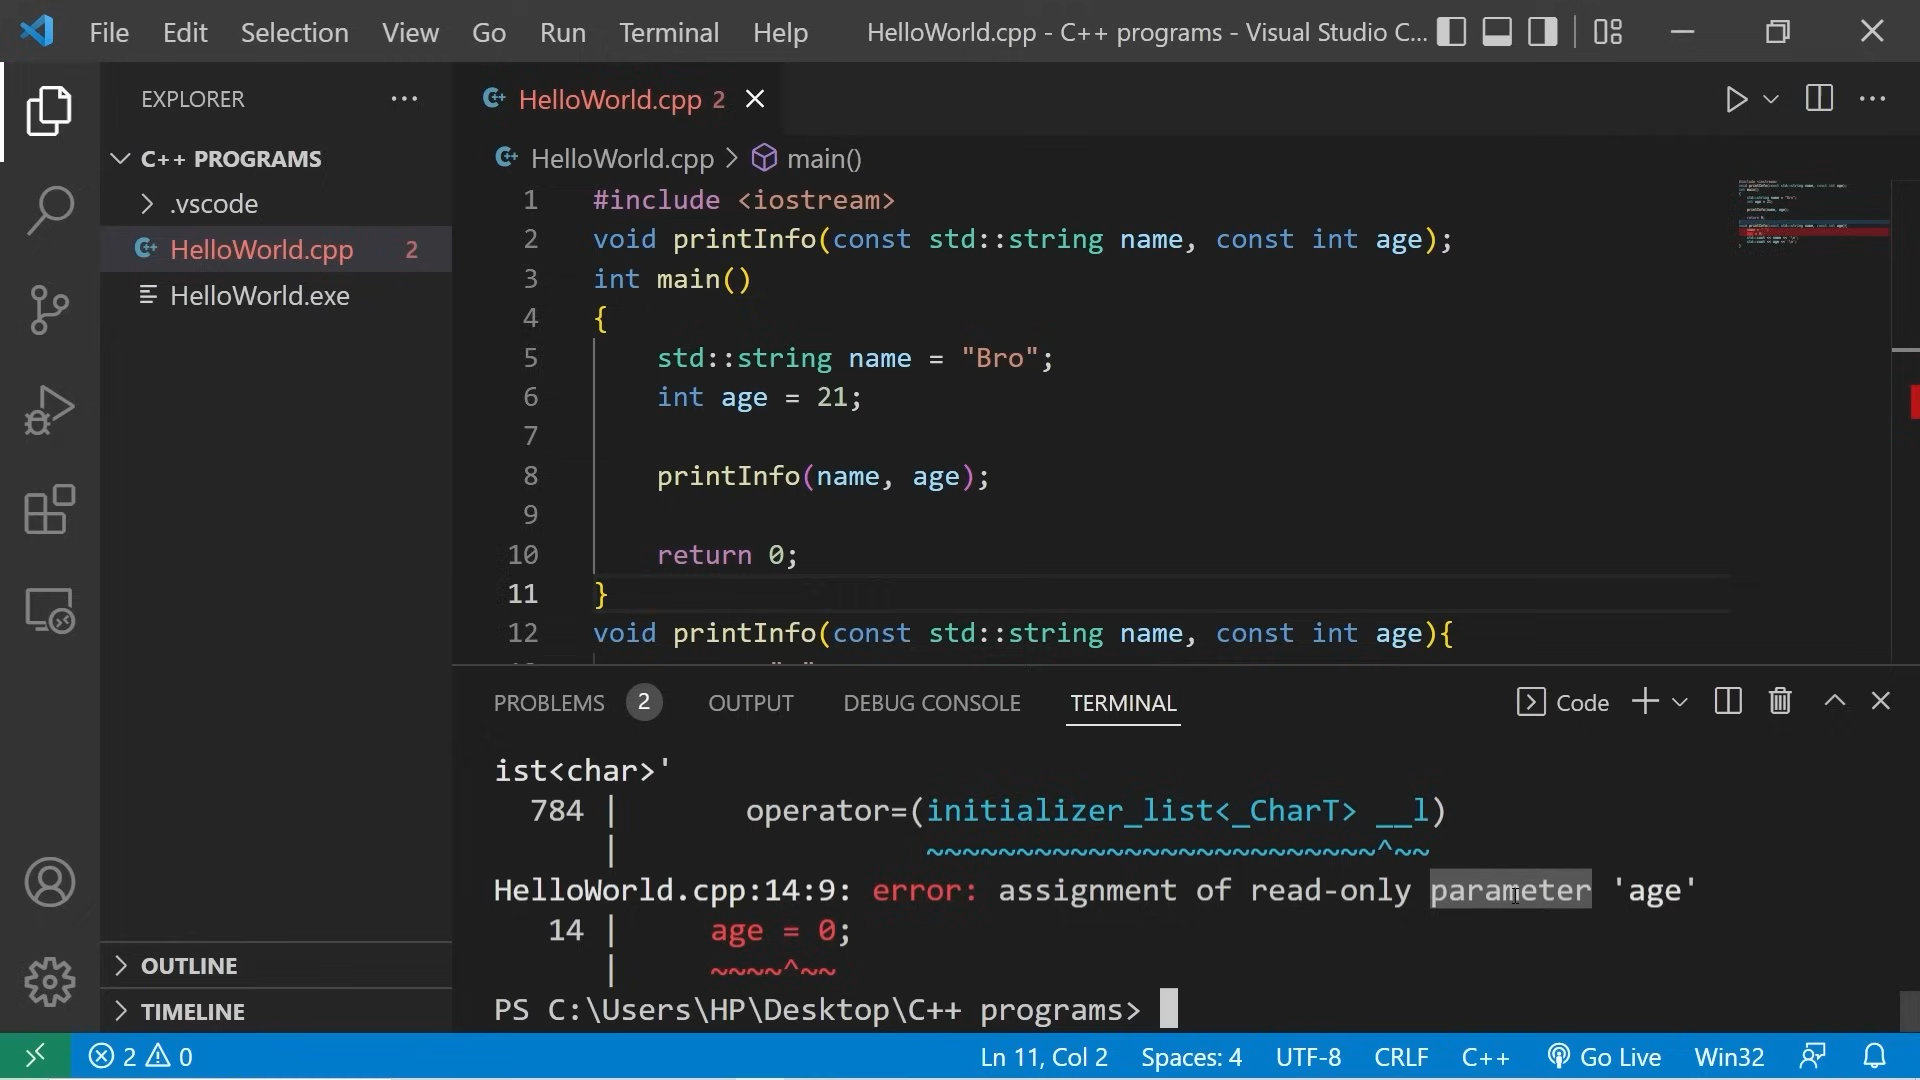 File Edit Selection View Go Run Terminal Help HelloWorld.cpp - C++ programs - Visual Studio C...
EXPLORER
C++ PROGRAMS
.vscode
HelloWorld.cpp 2
HelloWorld.exe
OUTLINE
TIMELINE
HelloWorld.cpp 2
HelloWorld.cpp > main()
1 #include <iostream>
2 void printInfo(const std::string name, const int age);
3 int main()
4 {
5 std::string name = "Bro";
6 int age = 21;
7
8 printInfo(name, age);
9
10 return 0;
11 }
12 void printInfo(const std::string name, const int age){
PROBLEMS 2 OUTPUT DEBUG CONSOLE TERMINAL Code
ist<char>'
784 | operator=(initializer_list<_CharT> __l)
| ~~~~~~~~~~~~~~~~~~~~~~~~~^~~
HelloWorld.cpp:14:9: error: assignment of read-only parameter 'age'
14 | age = 0;
| ~~~~^~~
PS C:\Users\HP\Desktop\C++ programs>
2 0 Ln 11, Col 2 Spaces: 4 UTF-8 CRLF C++ Go Live Win32